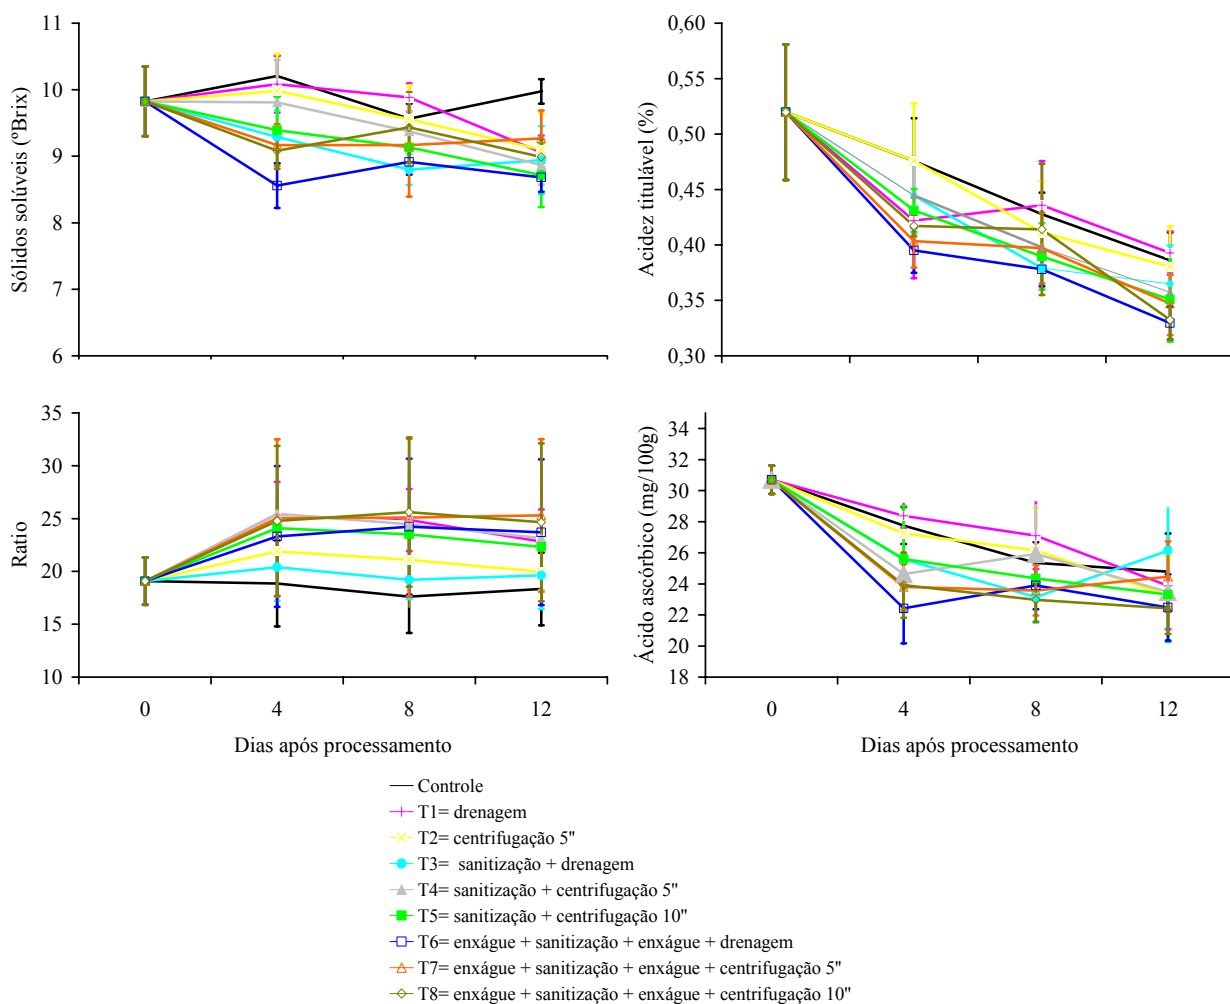 11
10
9
8
7
6
Sólidos solúveis (ºBrix)
0,60
0,55
0,50
0,45
0,40
0,35
0,30
Acidez titulável (%)
35
30
25
20
15
10
Ratio
0 4 8 12
Dias após processamento
34
32
30
28
26
24
22
20
18
Ácido ascorbico (mg/100g)
0 4 8 12
Dias após processamento
Controle
T1= drenagem
T2= centrifugação 5"
T3= sanitização + drenagem
T4= sanitização + centrifugação 5"
T5= sanitização + centrifugação 10"
T6= enxágue + sanitização + enxágue + drenagem
T7= enxágue + sanitização + enxágue + centrifugação 5"
T8= enxágue + sanitização + enxágue + centrifugação 10"